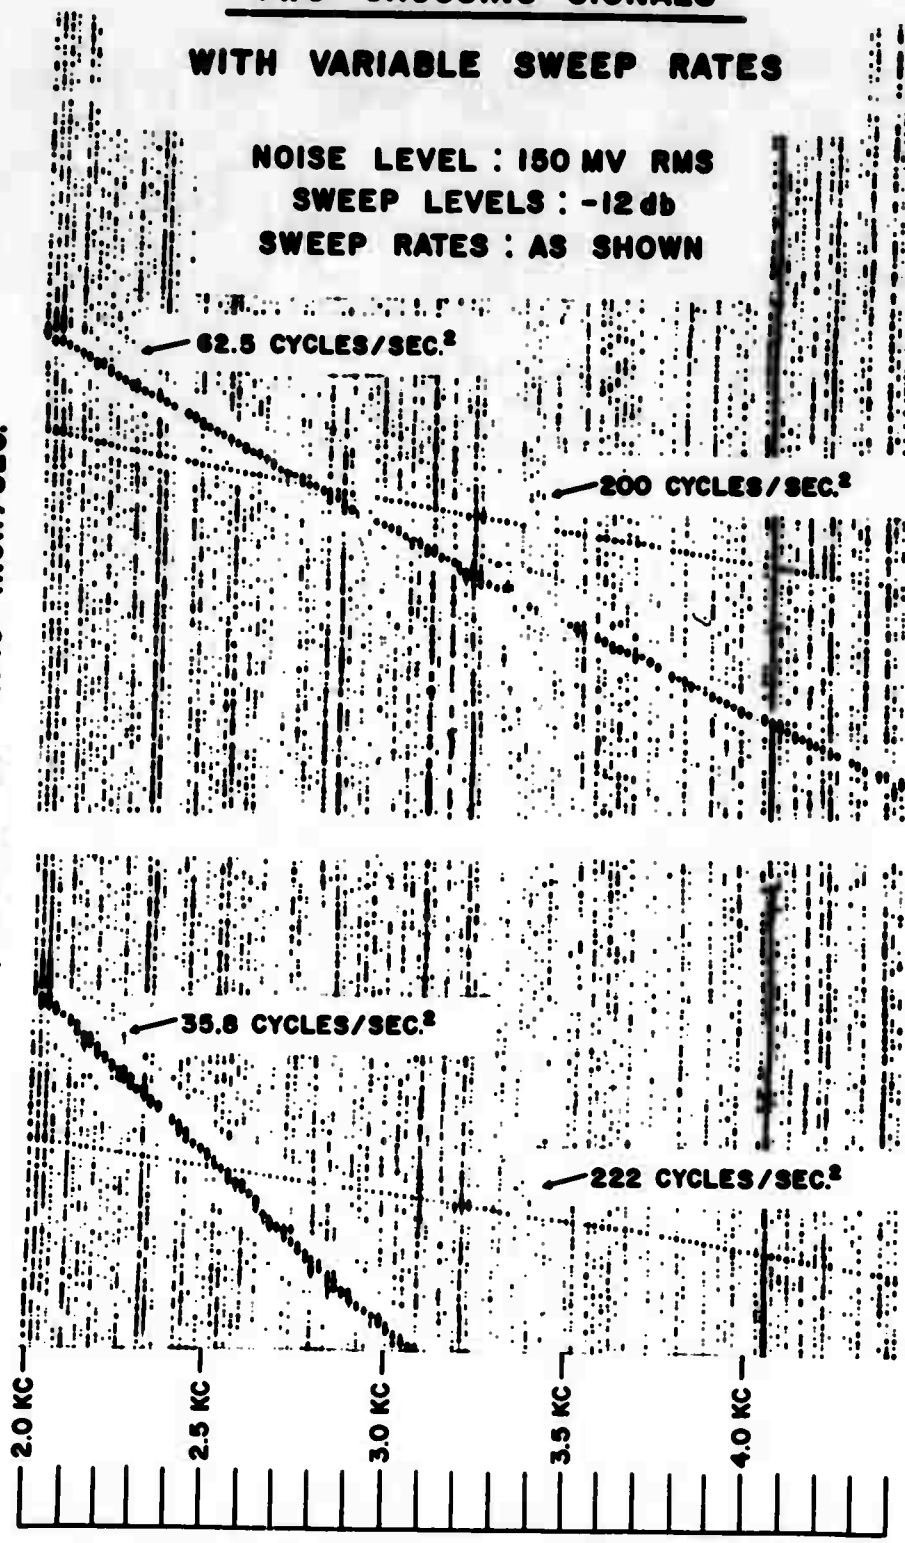 WITH VARIABLE SWEEP RATES
NOISE LEVEL : 150 MV RMS
SWEEP LEVELS : -12 db
SWEEP RATES : AS SHOWN
62.5 CYCLES/SEC.²
200 CYCLES/SEC.²
35.8 CYCLES/SEC.²
222 CYCLES/SEC.²
2.0 KC
2.5 KC
3.0 KC
3.5 KC
4.0 KC